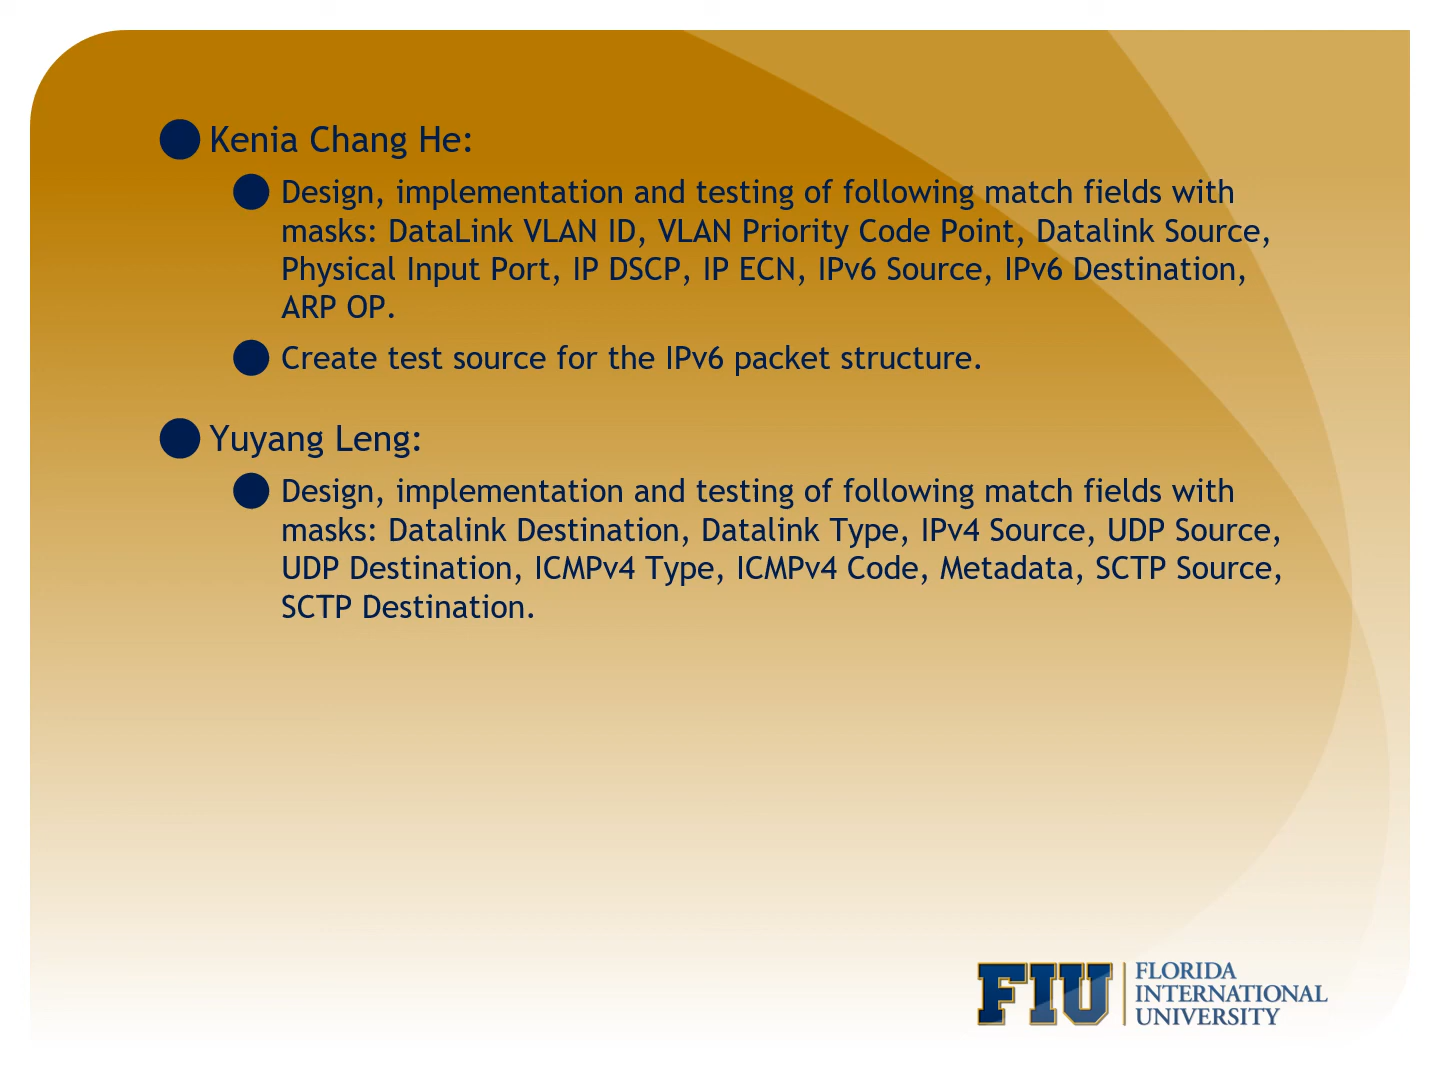 Kenia Chang He:
Design, implementation and testing of following match fields with
masks: DataLink VLAN ID, VLAN Priority Code Point, Datalink Source,
Physical Input Port, IP DSCP, IP ECN, IPv6 Source, IPv6 Destination,
ARP OP.
Create test source for the IPv6 packet structure.
Yuyang Leng:
Design, implementation and testing of following match fields with
masks: Datalink Destination, Datalink Type, IPv4 Source, UDP Source,
UDP Destination, ICMPv4 Type, ICMPv4 Code, Metadata, SCTP Source,
SCTP Destination.
FIU
FLORIDA
INTERNATIONAL
UNIVERSITY